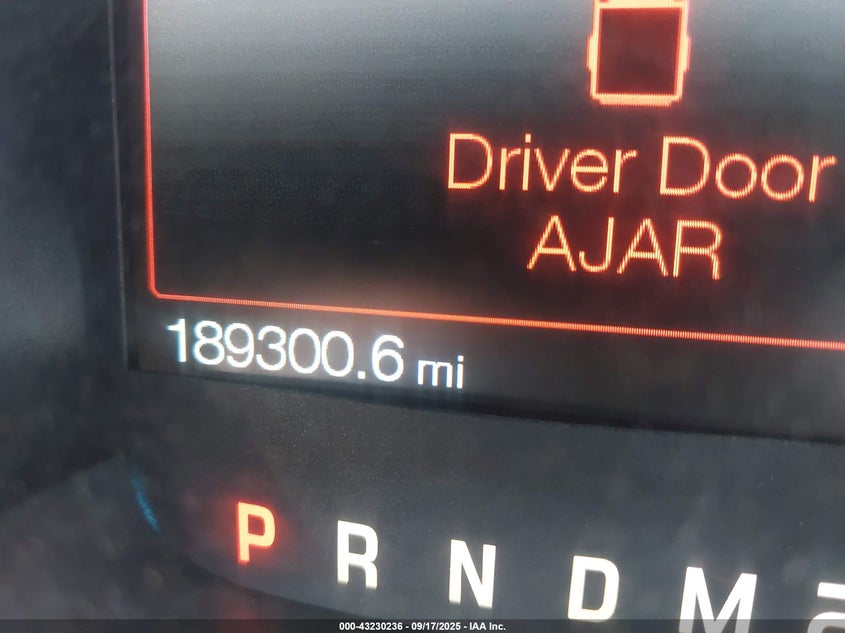 Driver Door
AJAR
189300.6 mi
P R N D M
000-43230236 - 09/17/2025 - IAA Inc.